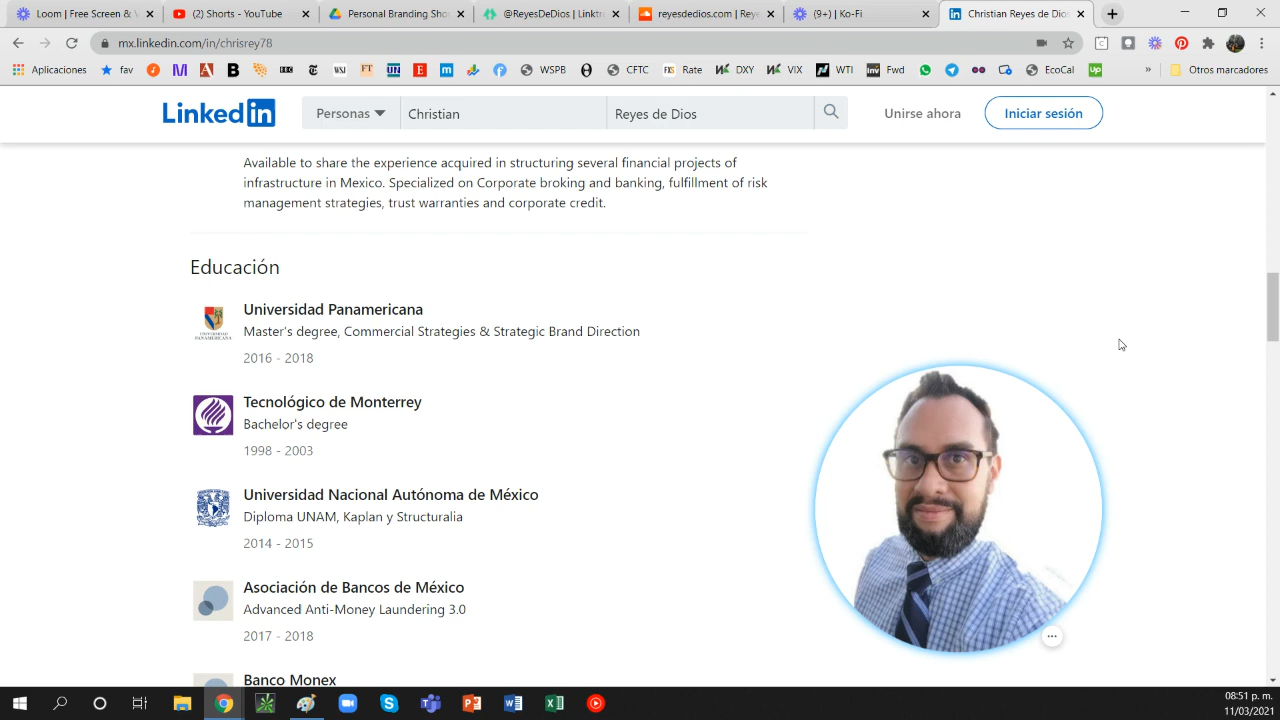 Loom | Free Screen & V
(2) Shorts - YouTube
Personal Branding Sho
@ReyesDeDios | Linktr
reyesdedios.com | Reye
(9+) | Ko-Fi
Christian Reyes de Dios
mx.linkedin.com/in/chrisrey78
Aplicaciones
fav
WSPB
CFTC
Rate
DXY
VIX
WTI
Fwd
EcoCal
Otros marcadores
Linkedin
Personas
Christian
Reyes de Dios
Unirse ahora
Iniciar sesión
Available to share the experience acquired in structuring several financial projects of
infrastructure in Mexico. Specialized on Corporate broking and banking, fulfillment of risk
management strategies, trust warranties and corporate credit.
Educación
Universidad Panamericana
Master's degree, Commercial Strategies & Strategic Brand Direction
2016 - 2018
Tecnológico de Monterrey
Bachelor's degree
1998 - 2003
Universidad Nacional Autónoma de México
Diploma UNAM, Kaplan y Structuralia
2014 - 2015
Asociación de Bancos de México
Advanced Anti-Money Laundering 3.0
2017 - 2018
Banco Monex
08:51 p. m.
11/03/2021